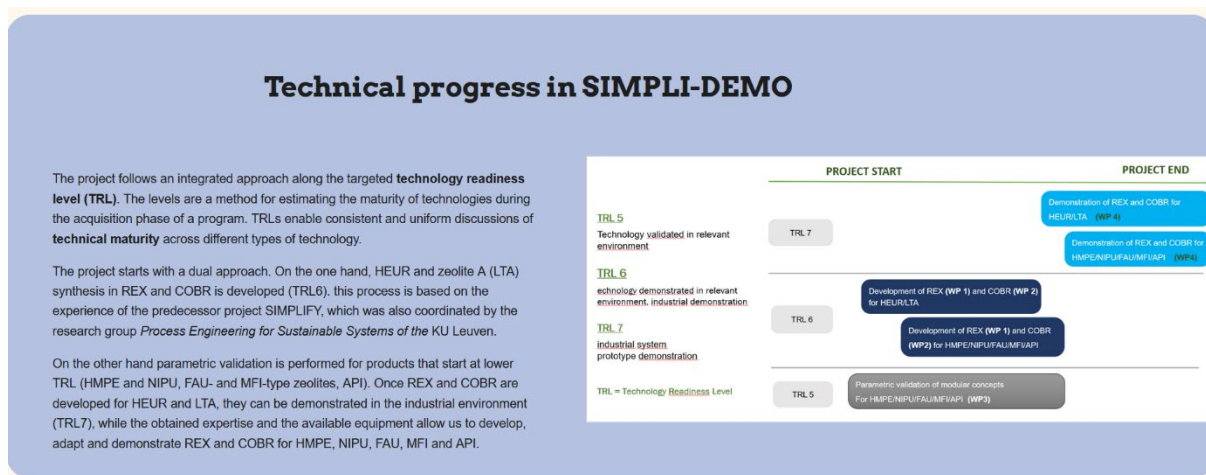 Technical progress in SIMPLI-DEMO
The project follows an integrated approach along the targeted technology readiness
level (TRL). The levels are a method for estimating the maturity of technologies during
the acquisition phase of a program. TRLs enable consistent and uniform discussions of
technical maturity across different types of technology.
The project starts with a dual approach. On the one hand, HEUR and zeolite A (LTA)
synthesis in REX and COBR is developed (TRL6). this process is based on the
experience of the predecessor project SIMPLIFY, which was also coordinated by the
research group Process Engineering for Sustainable Systems of the KU Leuven.
On the other hand parametric validation is performed for products that start at lower
TRL (HMPE and NIPU, FAU- and MFI-type zeolites, API). Once REX and COBR are
developed for HEUR and LTA, they can be demonstrated in the industrial environment
(TRL7), while the obtained expertise and the available equipment allow us to develop,
adapt and demonstrate REX and COBR for HMPE, NIPU, FAU, MFI and API.
PROJECT START
PROJECT END
TRL 5
Technology validated in relevant
environment
TRL 6
echnology demonstrated in relevant
environment, industrial demonstration
TRL 7
industrial system
prototype demonstration
TRL = Technology Readiness Level
TRL 7
Demonstration of REX and COBR for
HEUR/LTA (WP 4)
Demonstration of REX and COBR for
HMPE/NIPU/FAU/MFI/API (WP4)
TRL 6
Development of REX (WP 1) and COBR (WP 2)
for HEUR/LTA
Development of REX (WP 1) and COBR
(WP2) for HMPE/NIPU/FAU/MFI/API
TRL 5
Parametric validation of modular concepts
For HMPE/NIPU/FAU/MFI/API (WP3)